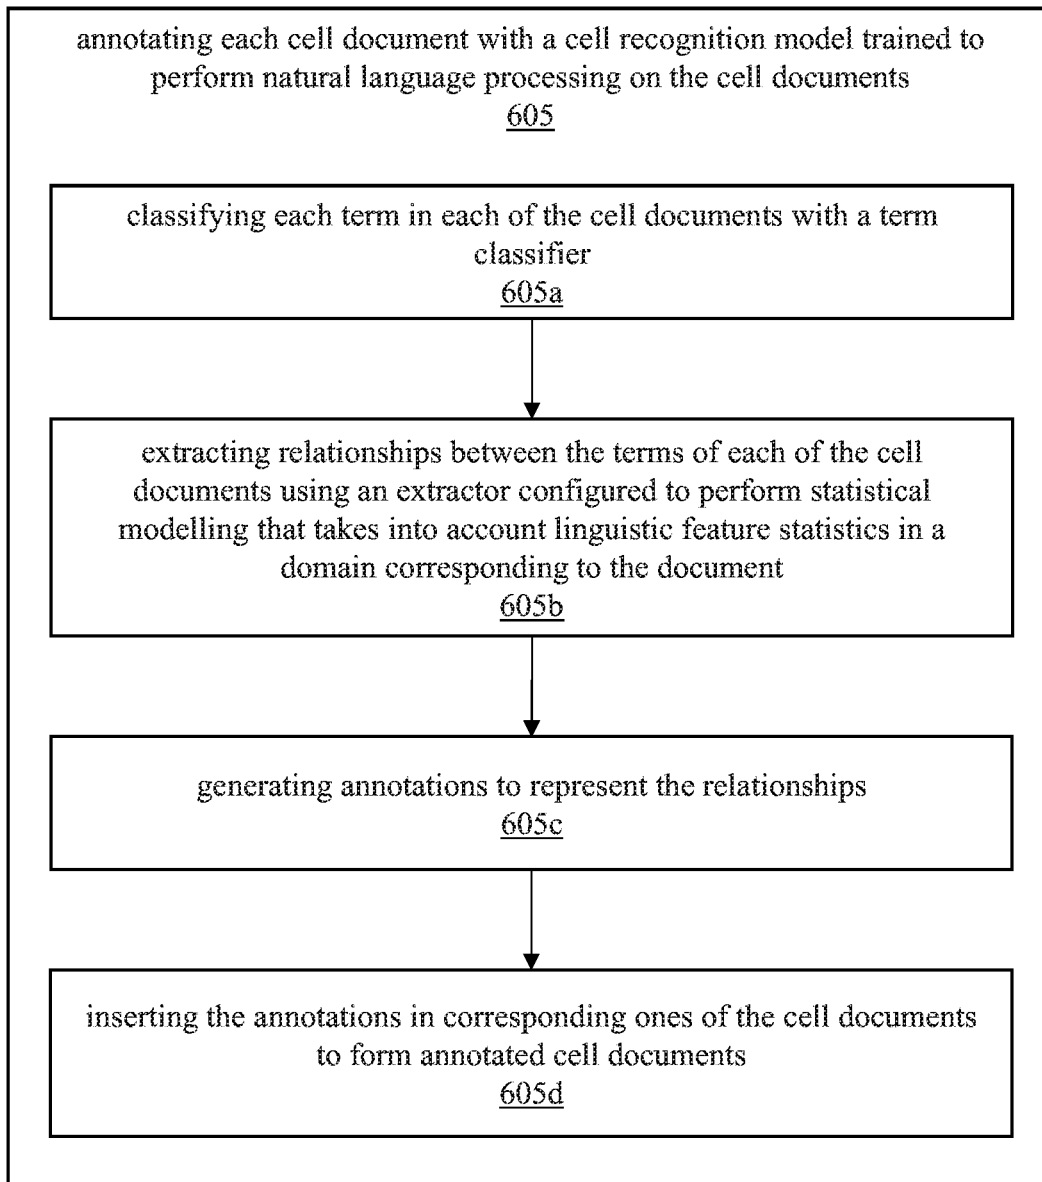 annotating each cell document with a cell recognition model trained to
perform natural language processing on the cell documents
605
classifying each term in each of the cell documents with a term
classifier
605a
extracting relationships between the terms of each of the cell
documents using an extractor configured to perform statistical
modelling that takes into account linguistic feature statistics in a
domain corresponding to the document
605b
generating annotations to represent the relationships
605c
inserting the annotations in corresponding ones of the cell documents
to form annotated cell documents
605d